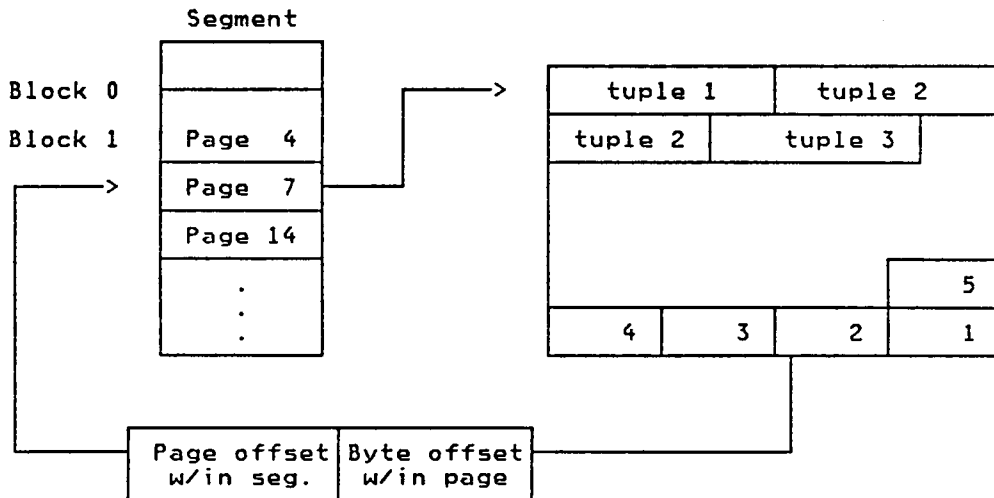 Segment
Block 0
Block 1
Page 4
Page 7
Page 14
.
.
.
tuple 1
tuple 2
tuple 2
tuple 3
5
4
3
2
1
Page offset
w/in seg.
Byte offset
w/in page